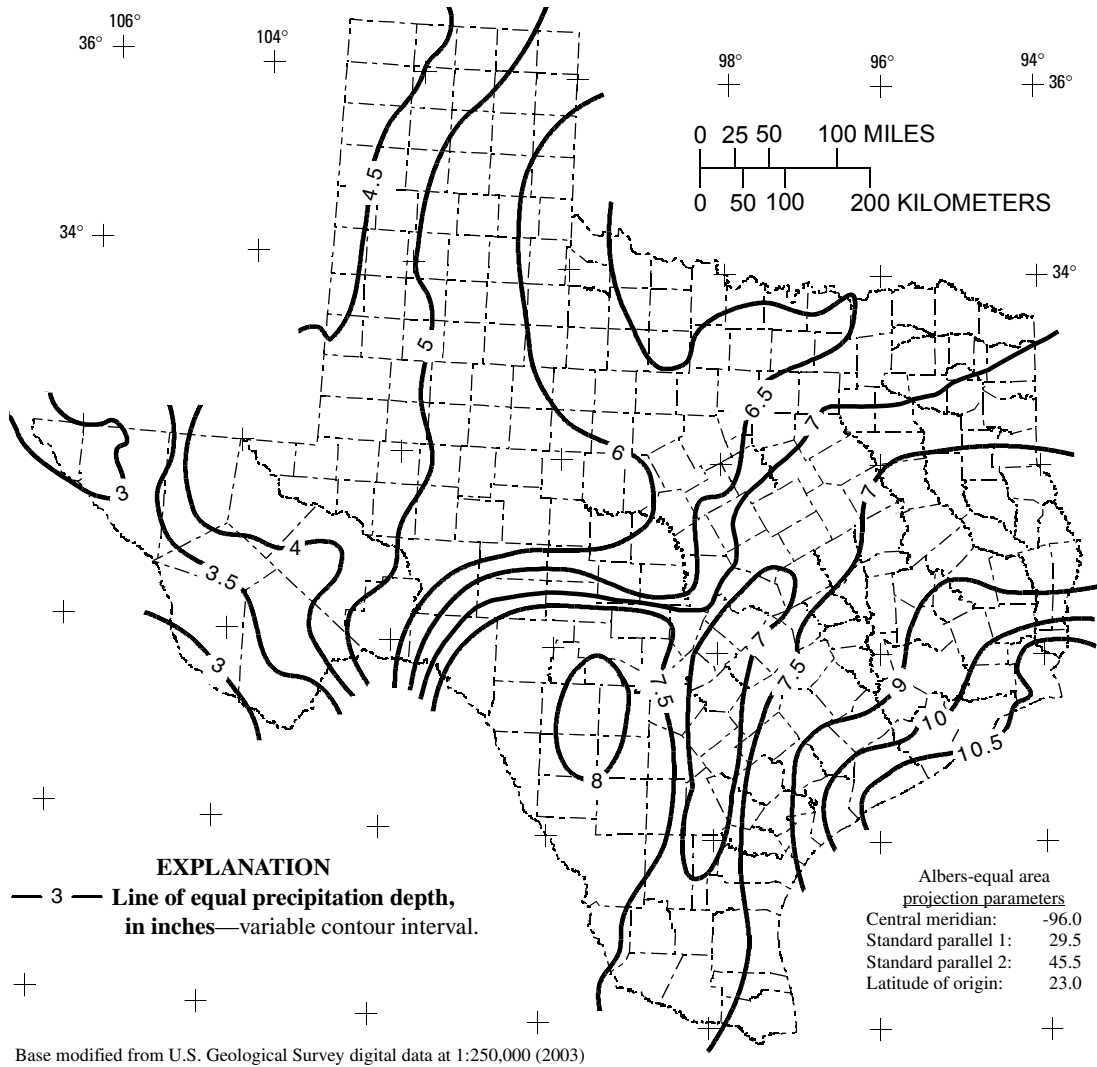 106°
36°
104°
98°
96°
94°
36°
0 25 50 100 MILES
0 50 100 200 KILOMETERS
4.5
34°
34°
5
6.5
7
6
3
7
4
3.5
7
3
7.5
7.5
9
10
10.5
8
EXPLANATION
3 Line of equal precipitation depth,
in inches—variable contour interval.
Albers-equal area
projection parameters
Central meridian: -96.0
Standard parallel 1: 29.5
Standard parallel 2: 45.5
Latitude of origin: 23.0
Base modified from U.S. Geological Survey digital data at 1:250,000 (2003)